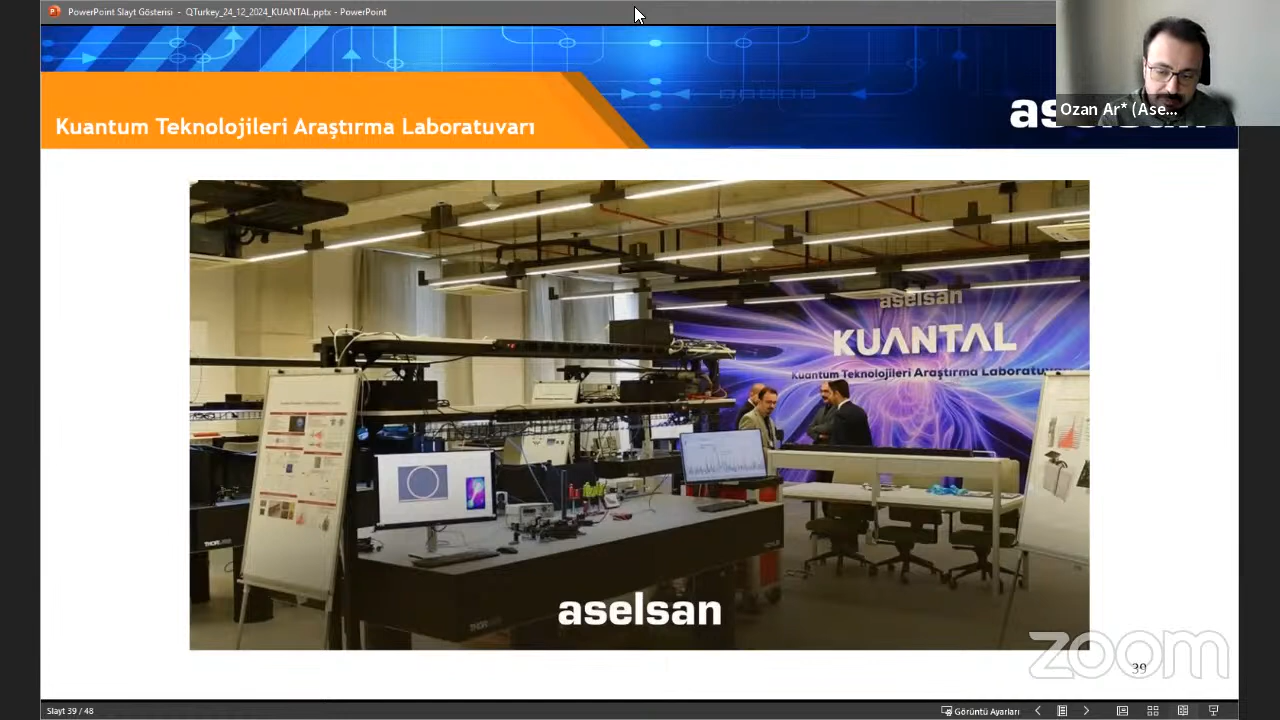 PowerPoint Slayt Gösterisi - QTurkey_24_12_2024_KUANTAL.pptx - PowerPoint
Ozan Ar* (Ase...
Kuantum Teknolojileri Araştırma Laboratuvarı
aselsan
KUANTAL
Kuantum Teknolojileri Araştırma Laboratuvarı
THORLABS
aselsan
zoom
39
Slayt 39 / 48
Görüntü Ayarları